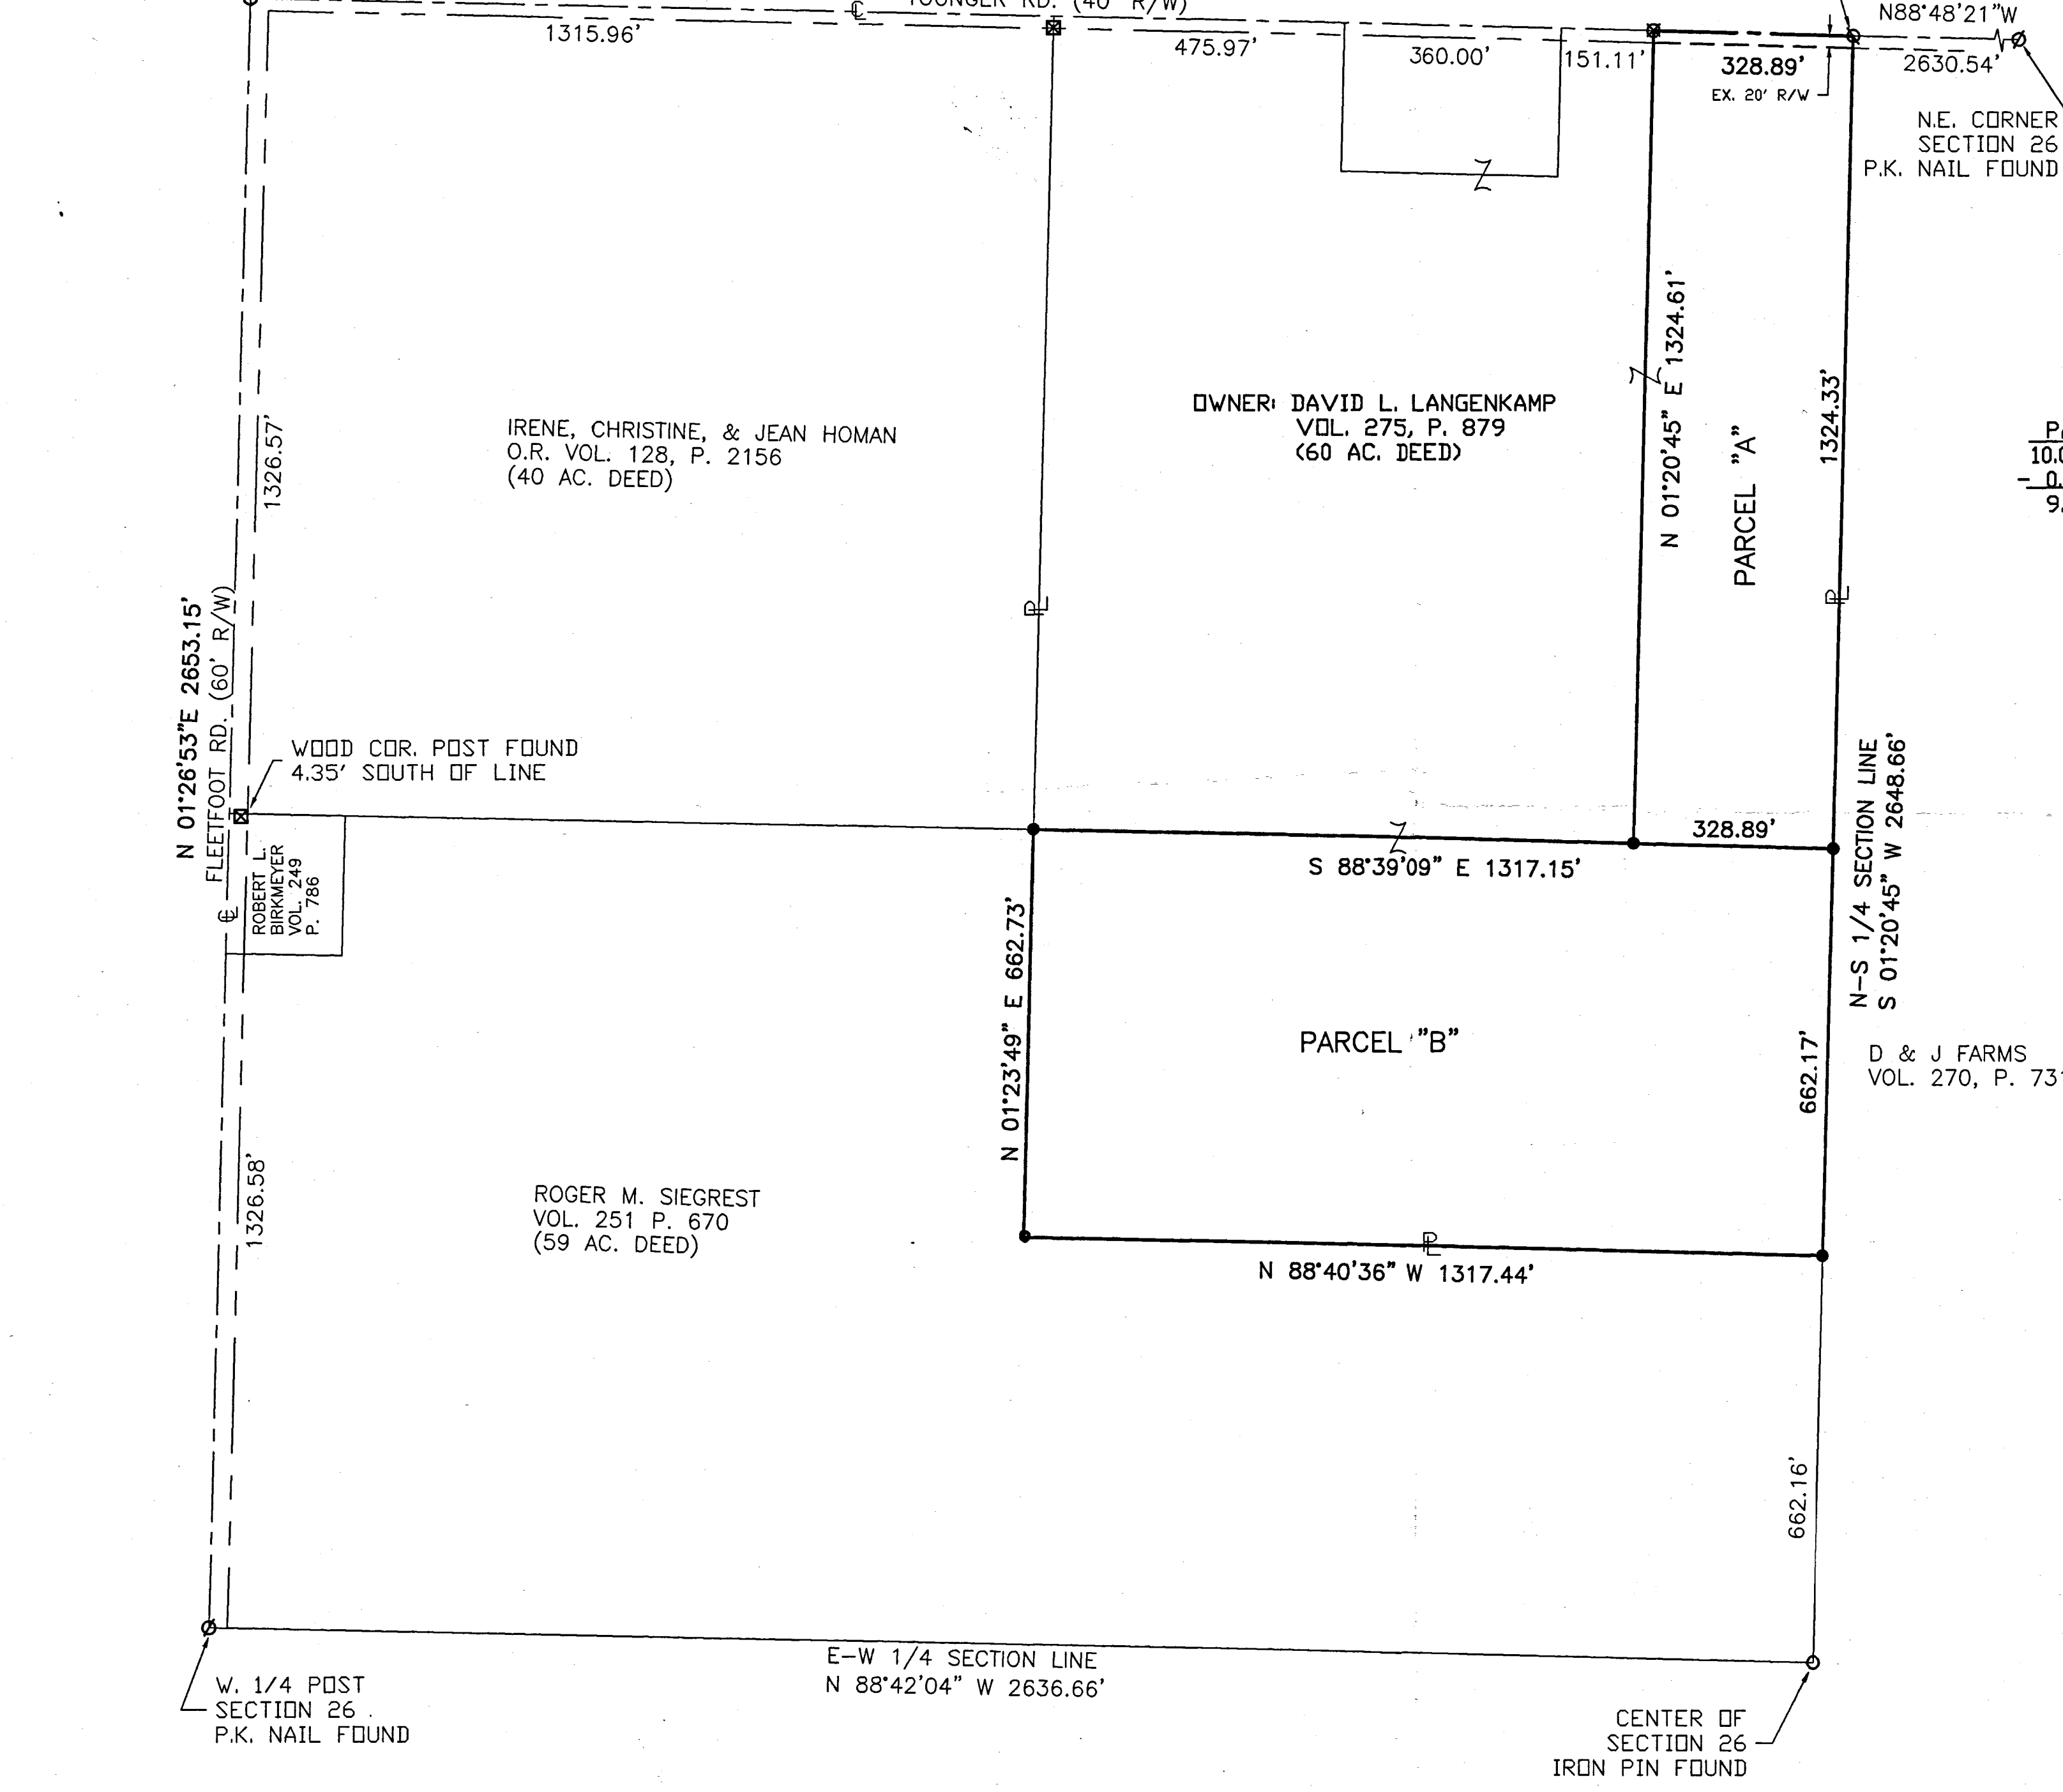 YOUNGER RD. (40' R/W)
1315.96'
475.97'
360.00'
151.11'
328.89'
EX. 20' R/W
N88°48'21"W
2630.54'
N.E. CORNER
SECTION 26
P.K. NAIL FOUND
1326.57'
IRENE, CHRISTINE, & JEAN HOMAN
O.R. VOL. 128, P. 2156
(40 AC. DEED)
OWNER: DAVID L. LANGENKAMP
VOL. 275, P. 879
(60 AC. DEED)
N 01°20'45" E 1324.61'
PARCEL "A"
1324.33'
N 01°26'53"E 2653.15'
FLEETFOOT RD. (60' R/W)
WOOD COR. POST FOUND
4.35' SOUTH OF LINE
ROBERT L.
BIRKMEYER
VOL. 249
P. 786
328.89'
S 88°39'09" E 1317.15'
N-S 1/4 SECTION LINE
S 01°20'45" W 2648.66'
N 01°23'49" E 662.73'
PARCEL "B"
662.17'
D & J FARMS
VOL. 270, P. 731
1326.58'
ROGER M. SIEGREST
VOL. 251 P. 670
(59 AC. DEED)
N 88°40'36" W 1317.44'
662.16'
E-W 1/4 SECTION LINE
N 88°42'04" W 2636.66'
W. 1/4 POST
SECTION 26
P.K. NAIL FOUND
CENTER OF
SECTION 26
IRON PIN FOUND